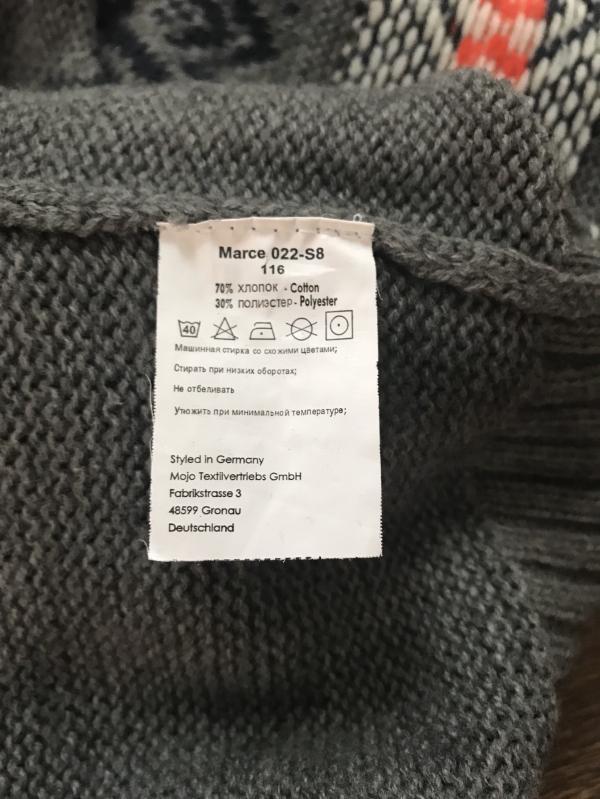 Marce 022-S8
116
70% хлопок - Cotton
30% полиэстер - Polyester
40
Машинная стирка со схожими цветами;
Стирать при низких оборотах;
Не отбеливать
Утюжить при минимальной температуре;
Styled in Germany
Mojo Textilvertriebs GmbH
Fabrikstrasse 3
48599 Gronau
Deutschland